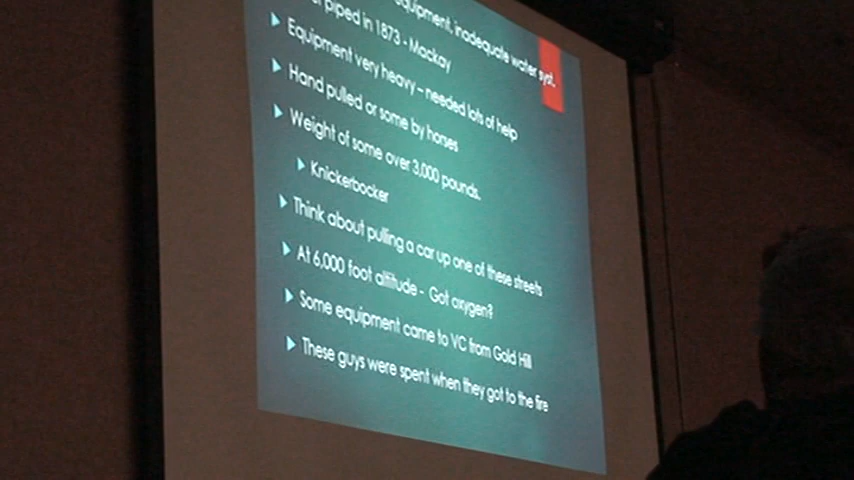 equipment, inadequate water syst.
piped in 1873 - Mackay
Equipment very heavy – needed lots of help
Hand pulled or some by horses
Weight of some over 3,000 pounds.
Knickerbocker
Think about pulling a car up one of these streets
At 6,000 foot altitude - Got oxygen?
Some equipment came to VC from Gold Hill
These guys were spent when they got to the fire